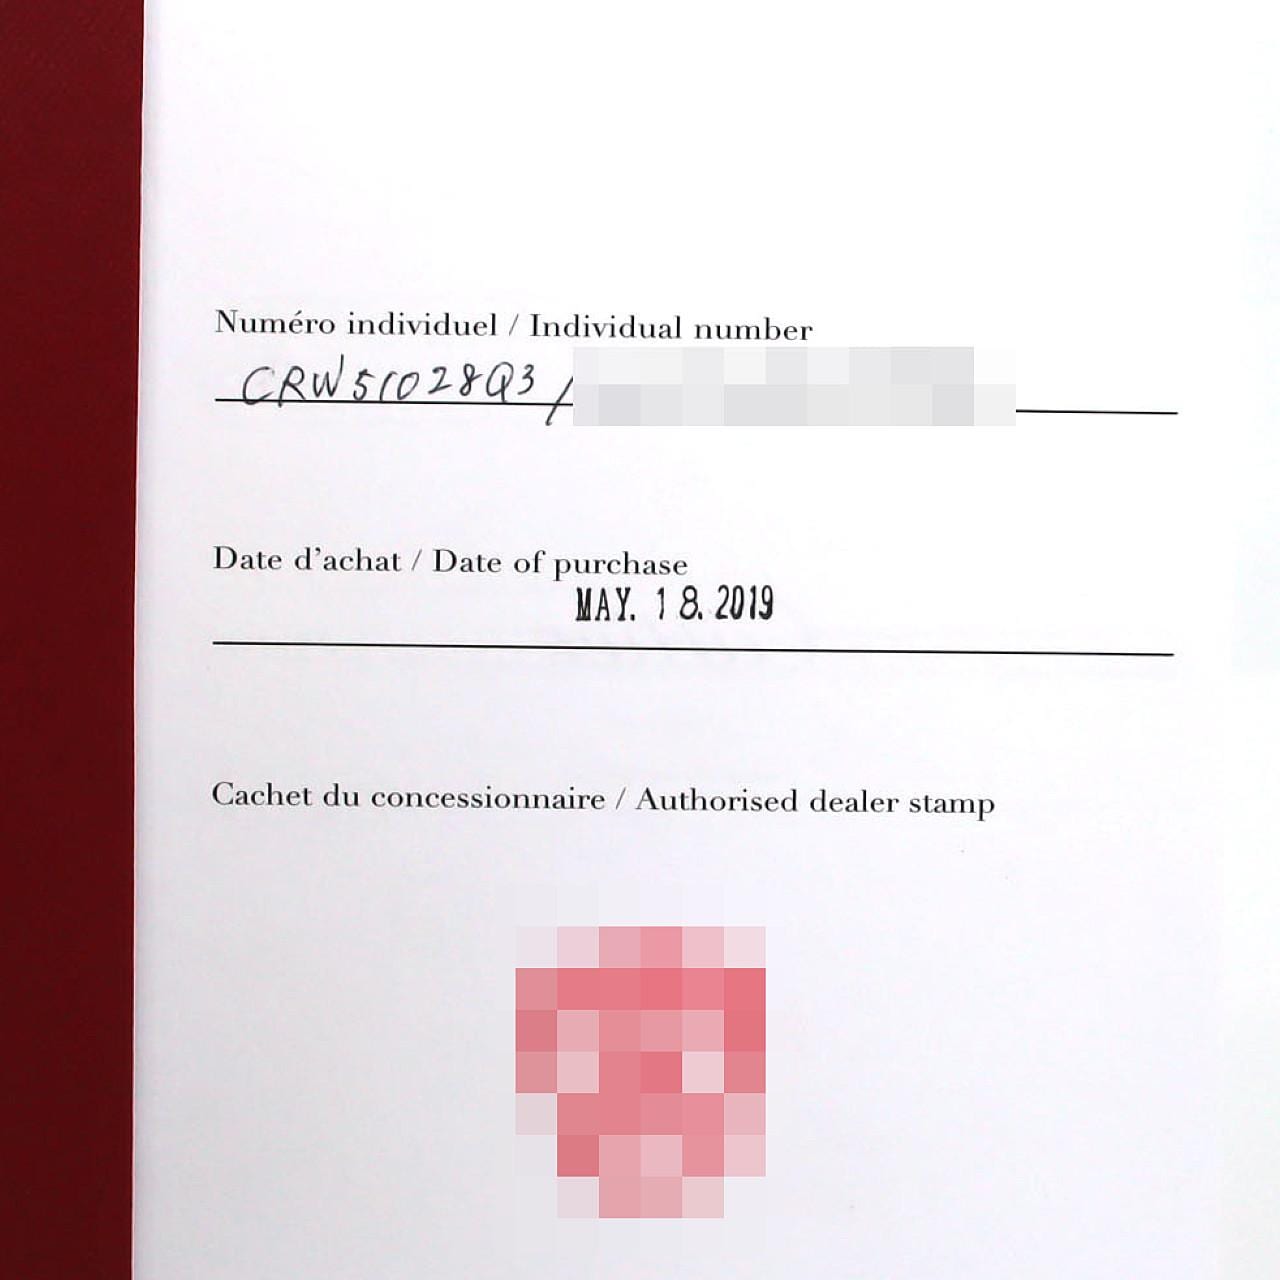 Numéro individuel / Individual number
CRW51028Q3 /
Date d'achat / Date of purchase
MAY. 18. 2019
Cachet du concessionnaire / Authorised dealer stamp